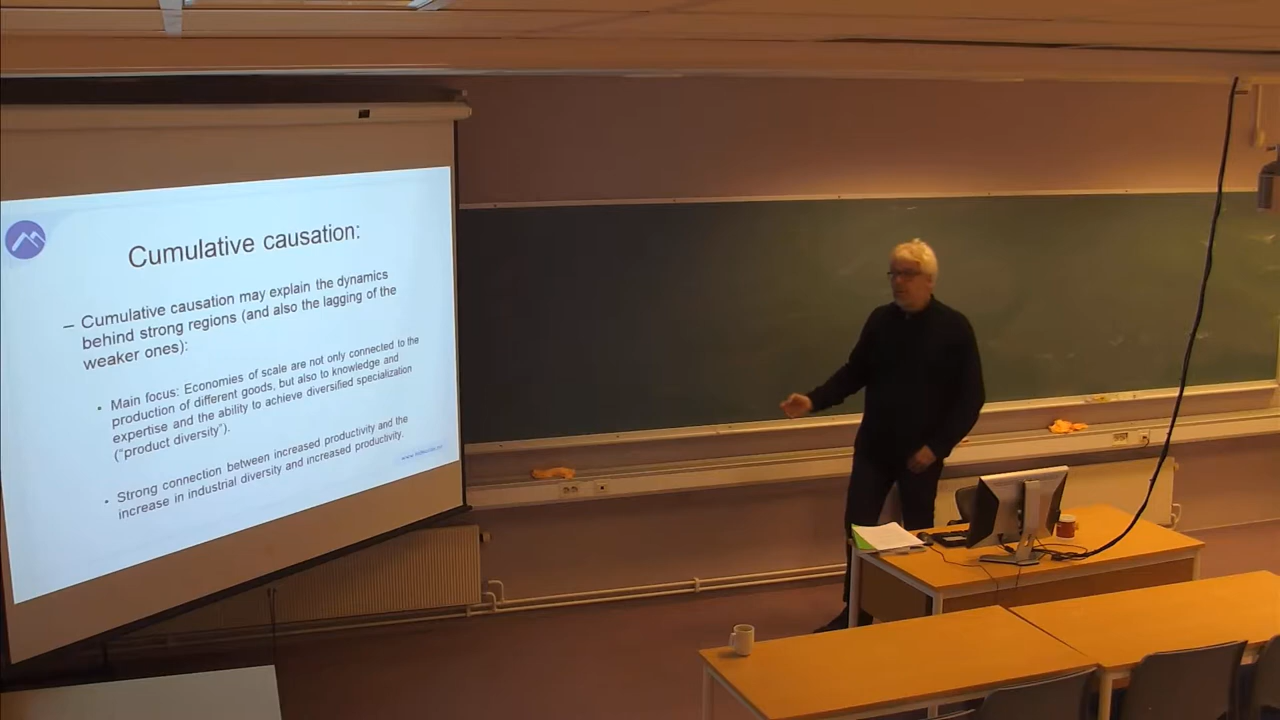 Cumulative causation:
– Cumulative causation may explain the dynamics
behind strong regions (and also the lagging of the
weaker ones):
• Main focus: Economies of scale are not only connected to the
production of different goods, but also to knowledge and
expertise and the ability to achieve diversified specialization
("product diversity").
• Strong connection between increased productivity and the
increase in industrial diversity and increased productivity.